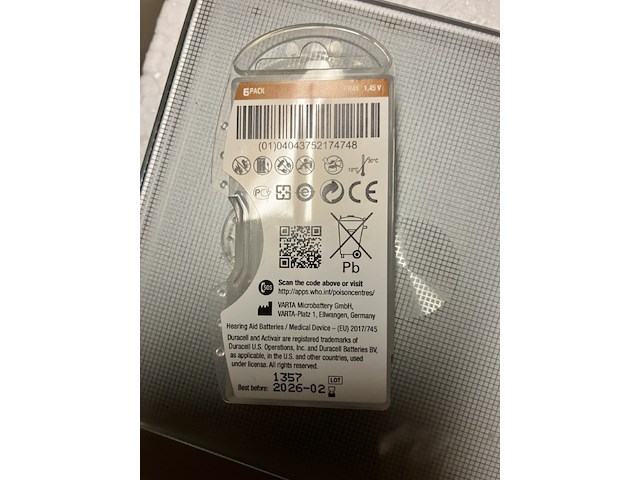 6PACK PR41 1,45 V
(01)04043752174748
CE
Pb
Scan the code above or visit
http://apps.who.int/poisoncentres/
VARTA Microbattery GmbH,
VARTA-Platz 1, Ellwangen, Germany
Hearing Aid Batteries / Medical Device – (EU) 2017/745
Duracell and Activair are registered trademarks of
Duracell U.S. Operations, Inc. and Duracell Batteries BV,
as applicable, in the U.S. and other countries, used
under license. All rights reserved.
1357 LOT
Best before: 2026-02